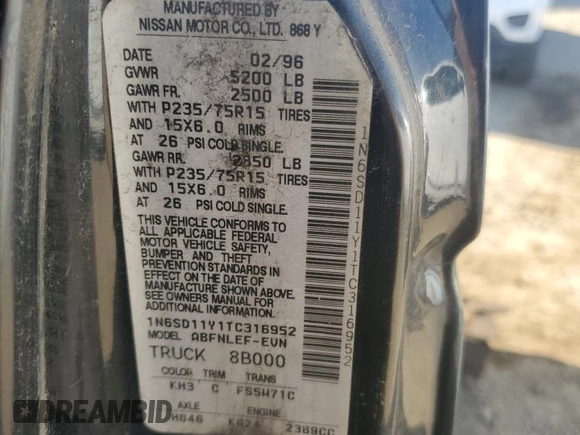 MANUFACTURED BY
NISSAN MOTOR CO., LTD. 868 Y
DATE 02/96
GVWR 5200 LB
GAWR FR. 2500 LB
WITH P235/75R15 TIRES
AND 15X6.0 RIMS
AT 26 PSI COLD SINGLE.
GAWR RR. 2850 LB
WITH P235/75R15 TIRES
AND 15X6.0 RIMS
AT 26 PSI COLD SINGLE.
THIS VEHICLE CONFORMS TO
ALL APPLICABLE FEDERAL
MOTOR VEHICLE SAFETY,
BUMPER AND THEFT
PREVENTION STANDARDS IN
EFFECT ON THE DATE OF
MANUFACTURE SHOWN ABOVE.
SEE OWNERS MANUAL FOR
ADDITIONAL INFORMATION
1N6SD11Y1TC316952
MODEL ABFNLEF-EVN
TRUCK 8B000
COLOR TRIM TRANS
KH3 C FS5W71C
AXLE ENGINE
H646 KA24 2389CC
1N6SD11Y1TC316952